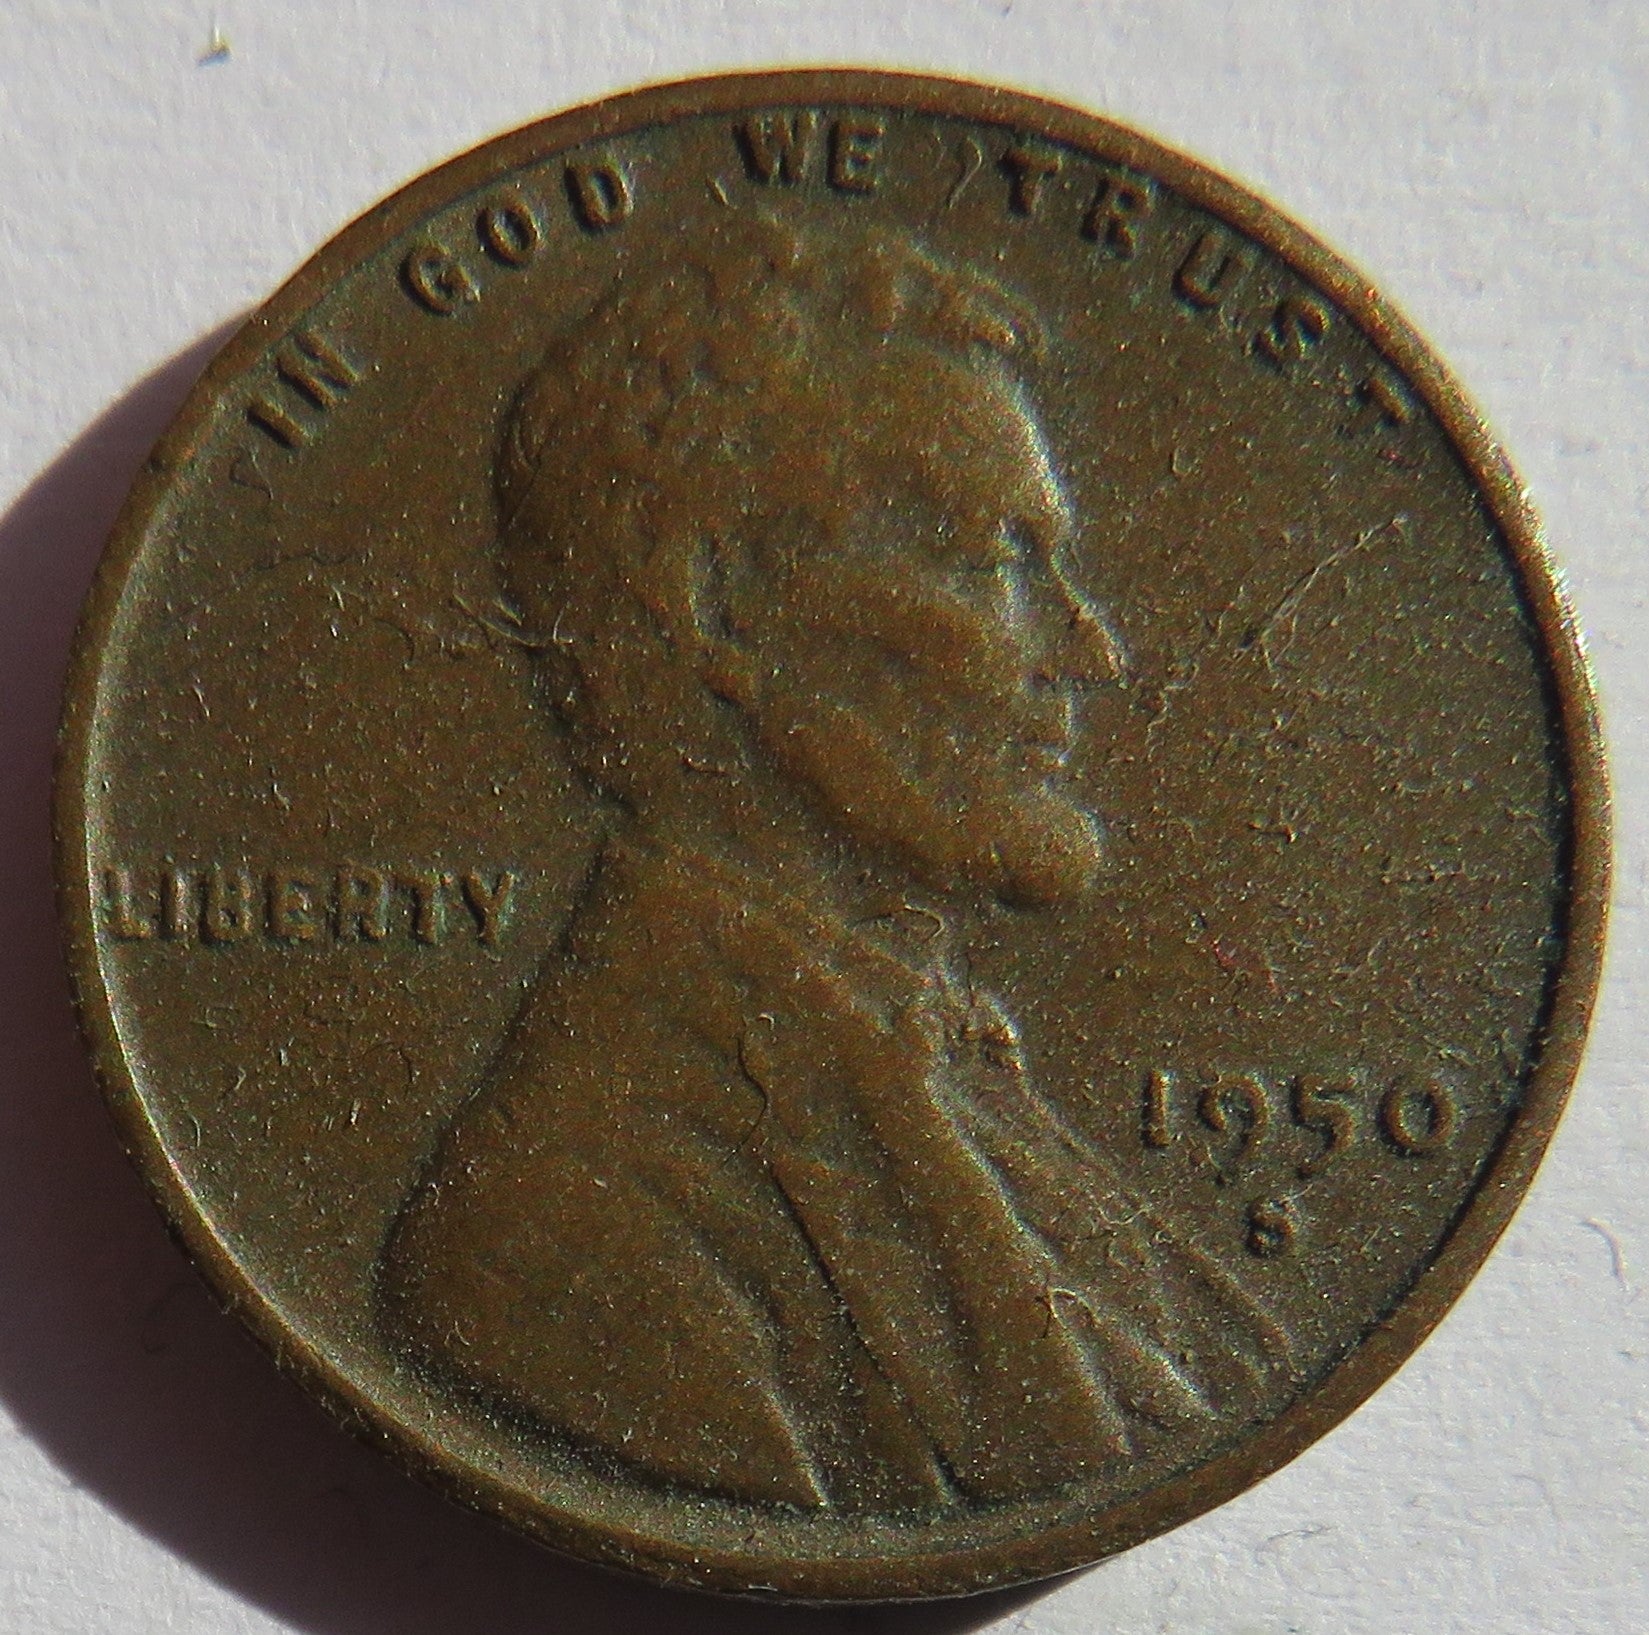 IN GOD WE TRUST
LIBERTY
1950
S